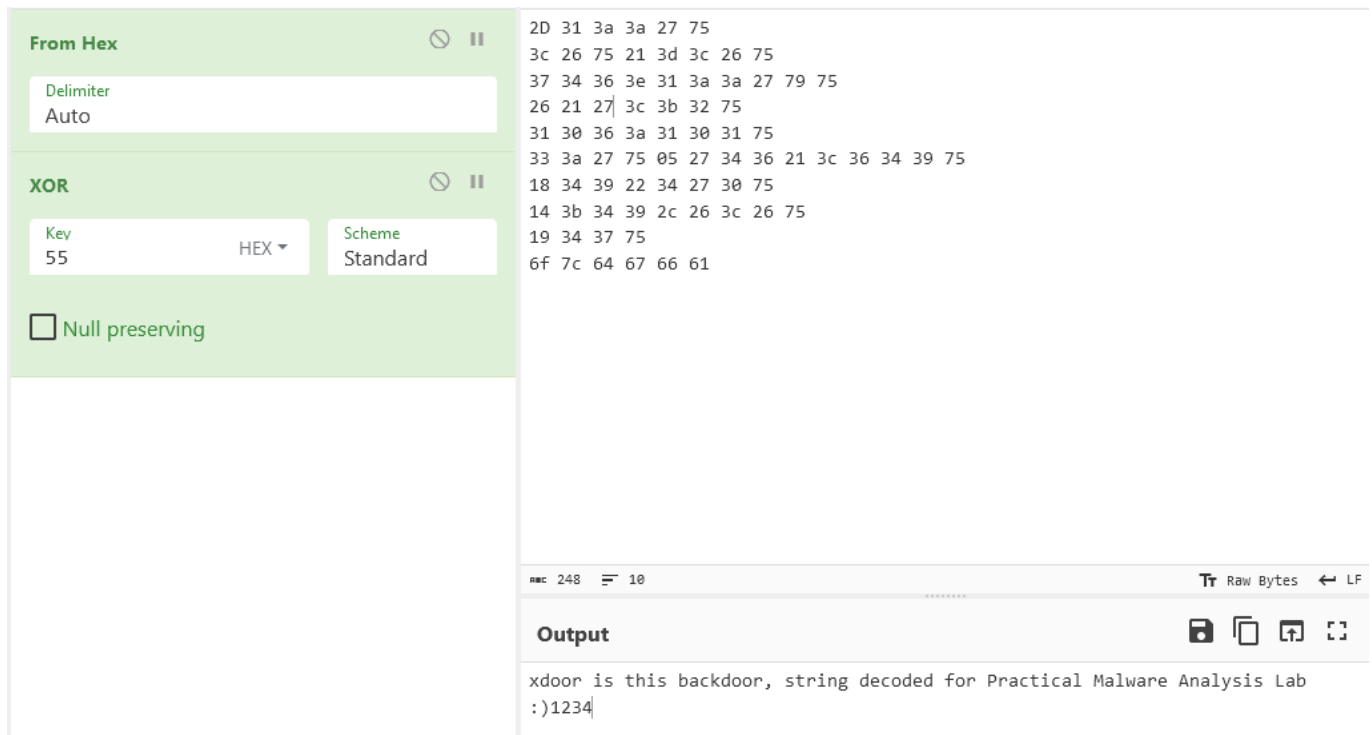 From Hex
Delimiter
Auto
XOR
Key
55
HEX
Scheme
Standard
Null preserving
2D 31 3a 3a 27 75
3c 26 75 21 3d 3c 26 75
37 34 36 3e 31 3a 3a 27 79 75
26 21 27 3c 3b 32 75
31 30 36 3a 31 30 31 75
33 3a 27 75 05 27 34 36 21 3c 36 34 39 75
18 34 39 22 34 27 30 75
14 3b 34 39 2c 26 3c 26 75
19 34 37 75
6f 7c 64 67 66 61
ABC 248 10
Tт Raw Bytes LF
Output
xdoor is this backdoor, string decoded for Practical Malware Analysis Lab
:)1234